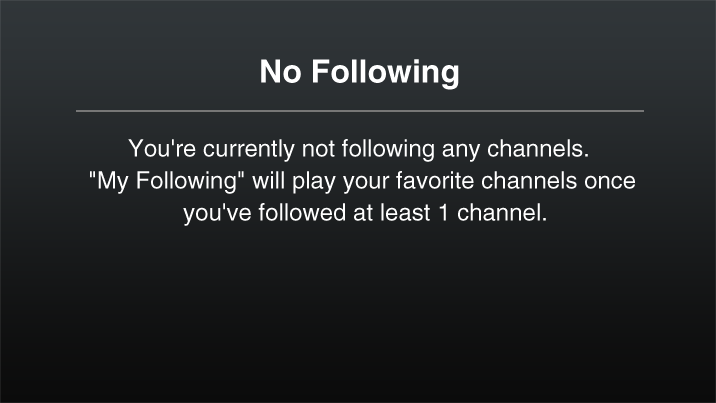 No Following
You're currently not following any channels.
"My Following" will play your favorite channels once
you've followed at least 1 channel.